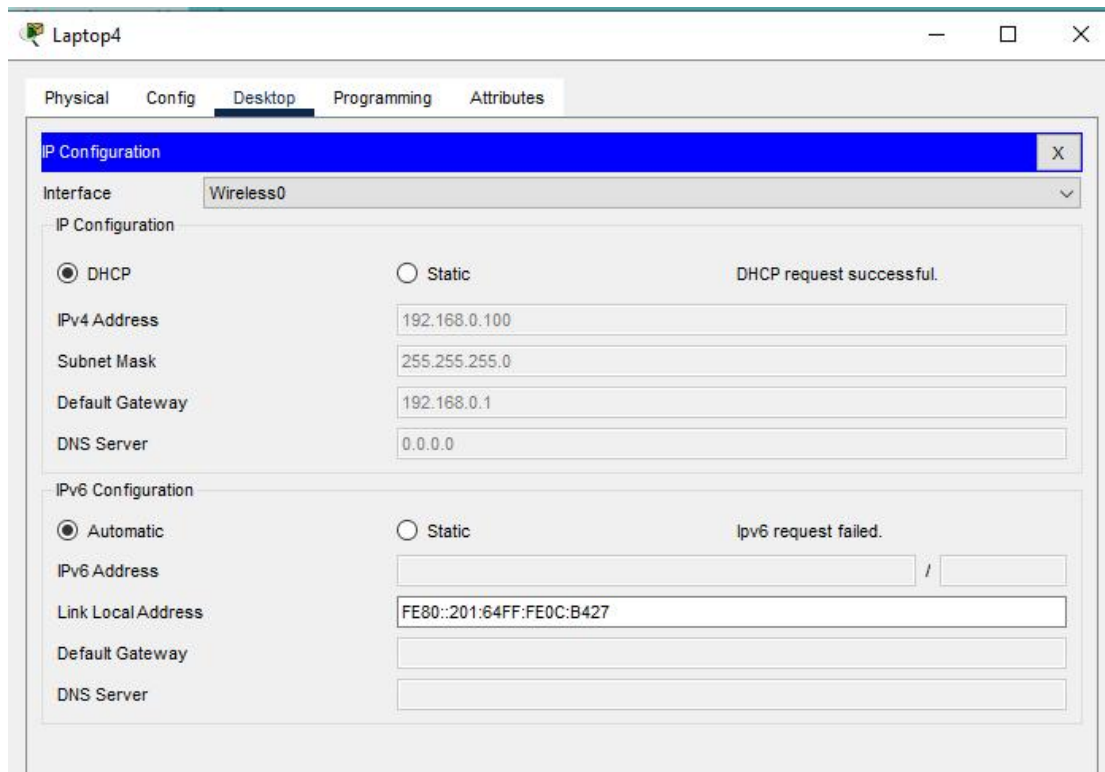 Laptop4
Physical Config Desktop Programming Attributes
IP Configuration X
Interface Wireless0
IP Configuration
DHCP Static DHCP request successful.
IPv4 Address 192.168.0.100
Subnet Mask 255.255.255.0
Default Gateway 192.168.0.1
DNS Server 0.0.0.0
IPv6 Configuration
Automatic Static Ipv6 request failed.
IPv6 Address /
Link Local Address FE80::201:64FF:FE0C:B427
Default Gateway
DNS Server